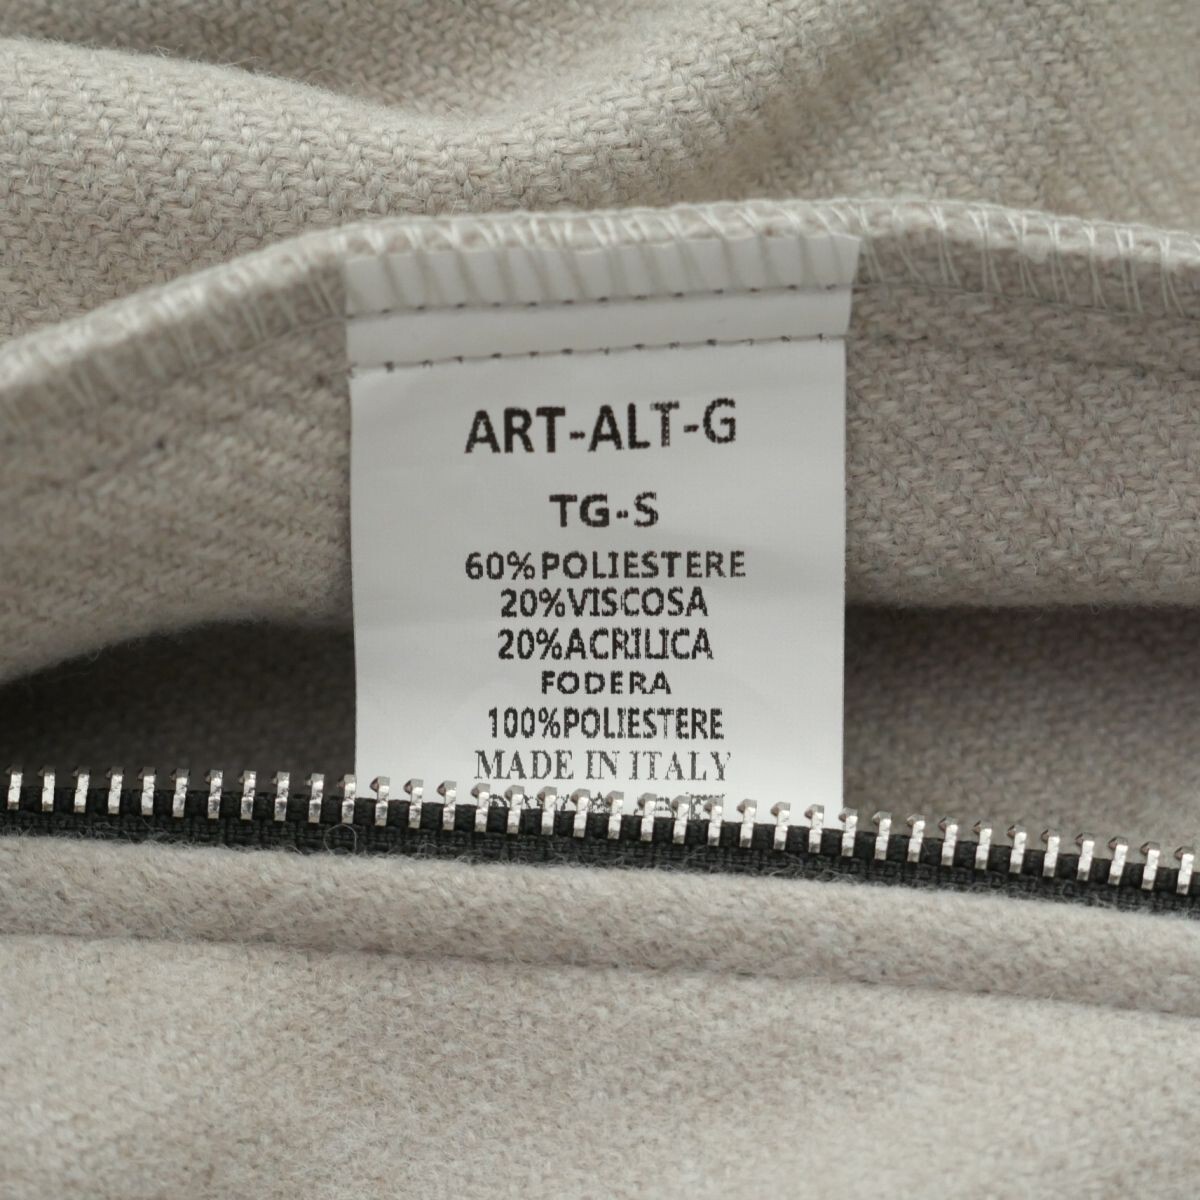 ART-ALT-G
TG-S
60%POLIESTERE
20%VISCOSA
20%ACRILICA
FODERA
100%POLIESTERE
MADE IN ITALY